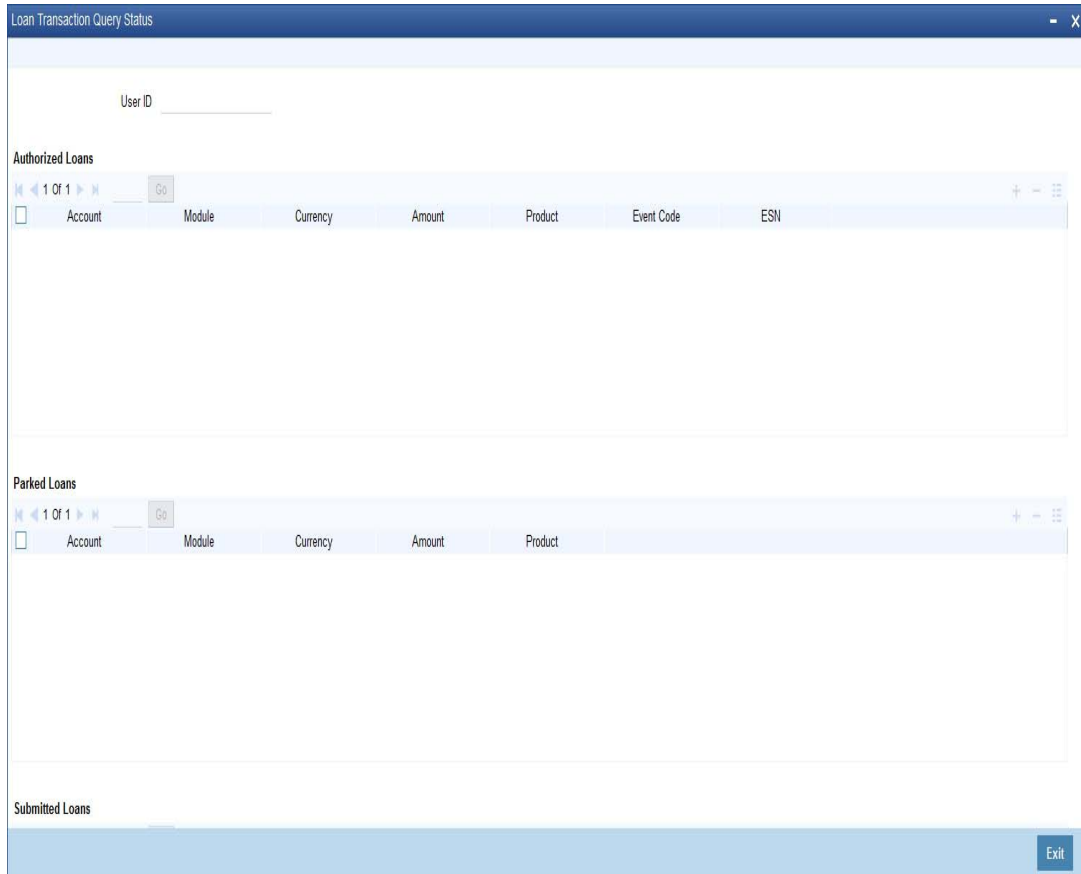 Loan Transaction Query Status
User ID
Authorized Loans
1 Of 1 Go
Account Module Currency Amount Product Event Code ESN
Parked Loans
1 Of 1 Go
Account Module Currency Amount Product
Submitted Loans
Exit